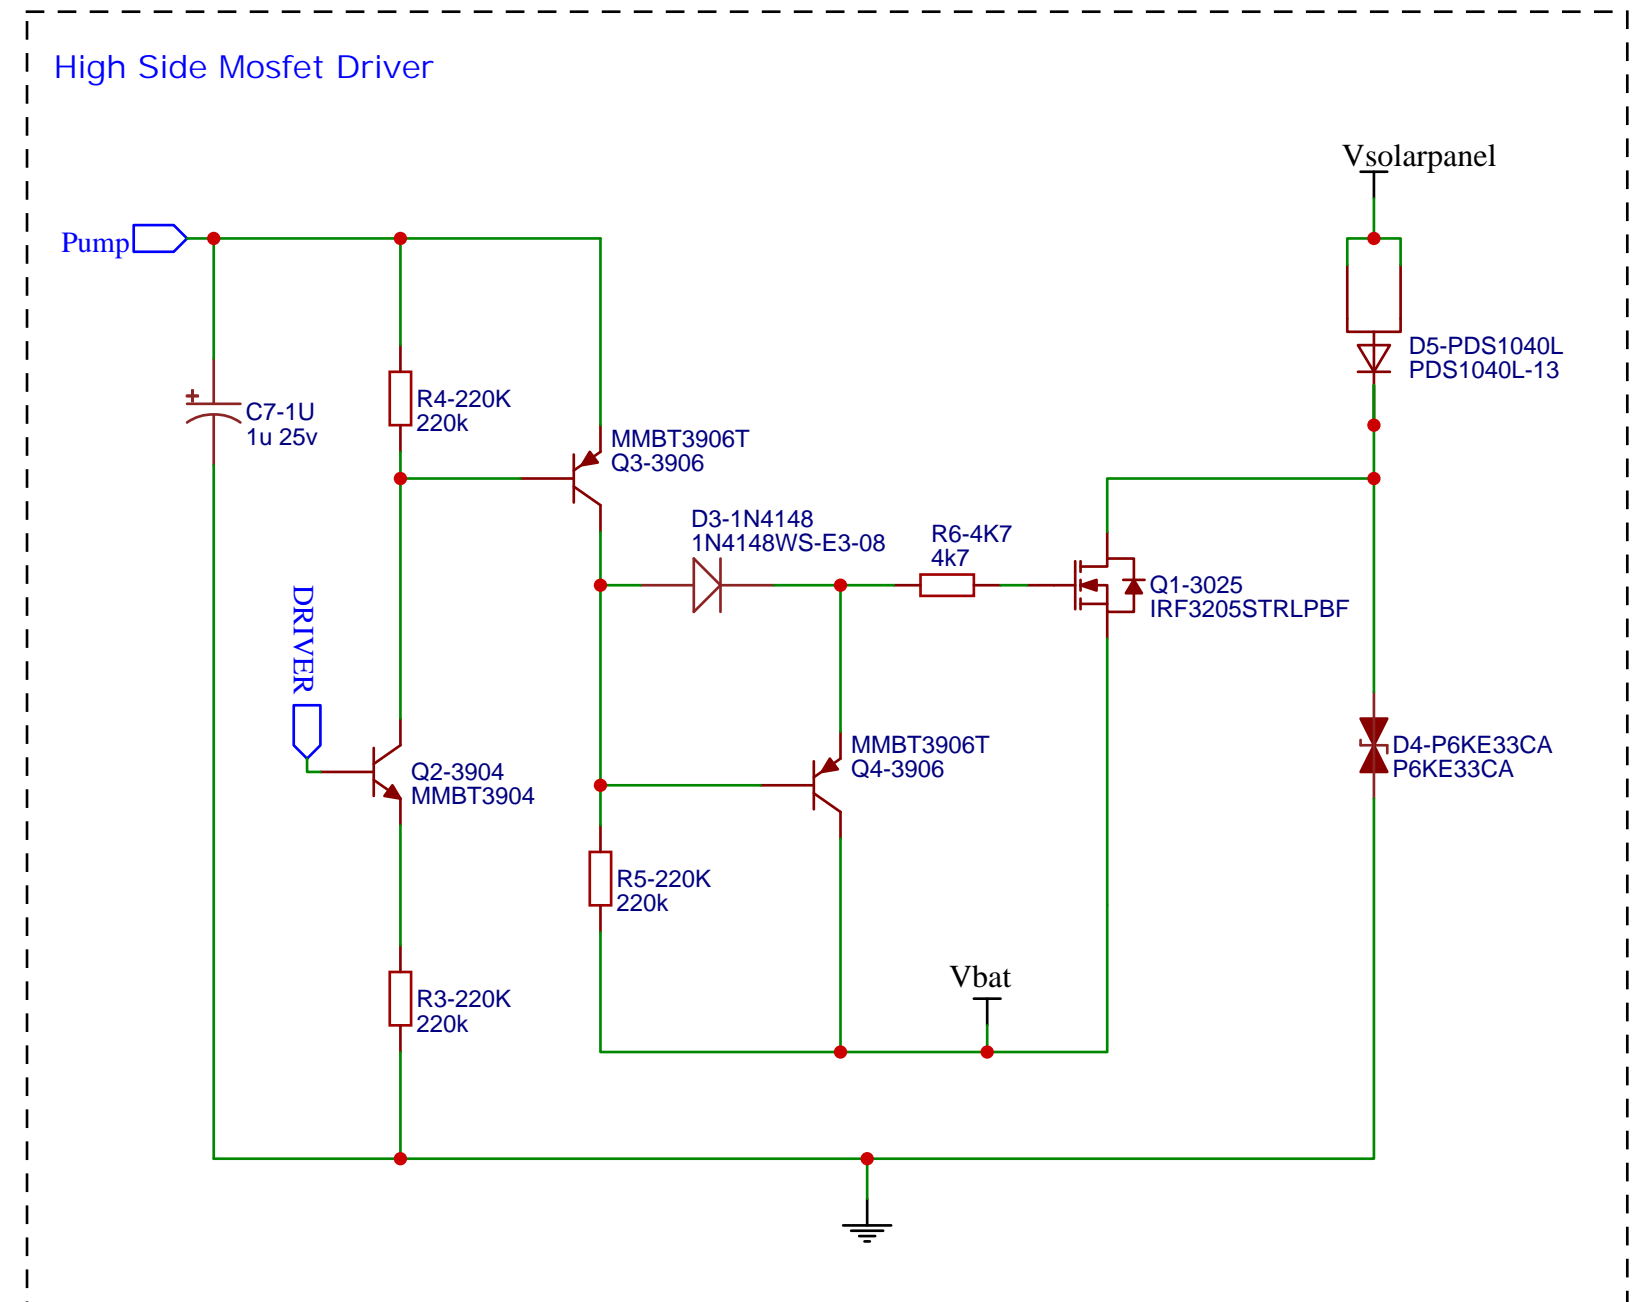 High Side Mosfet Driver
Vsolarpanel
Pump
D5-PDS1040L
PDS1040L-13
R4-220K
220k
+
C7-1U
1u 25v
MMBT3906T
Q3-3906
D3-1N4148
1N4148WS-E3-08
R6-4K7
4k7
Q1-3025
IRF3205STRLPBF
DRIVER
MMBT3906T
Q4-3906
D4-P6KE33CA
P6KE33CA
Q2-3904
MMBT3904
R5-220K
220k
Vbat
R3-220K
220k